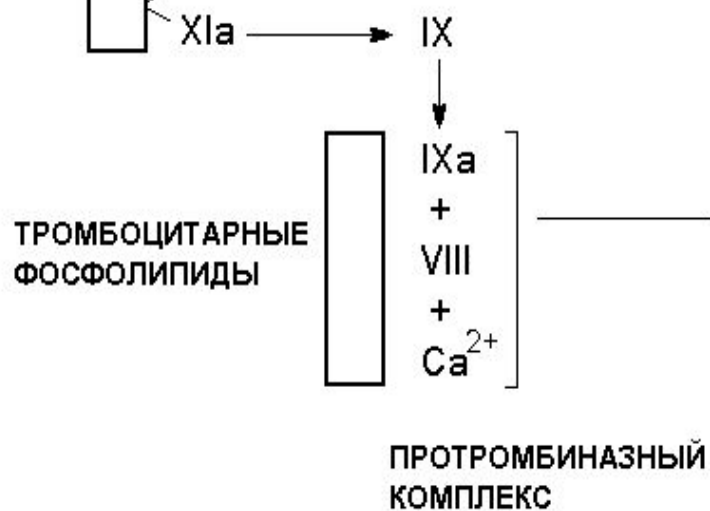 XIa IX
IXa
+
ТРОМБОЦИТАРНЫЕ
ФОСФОЛИПИДЫ
VIII
+
Ca2+
ПРОТРОМБИНАЗНЫЙ
КОМПЛЕКС